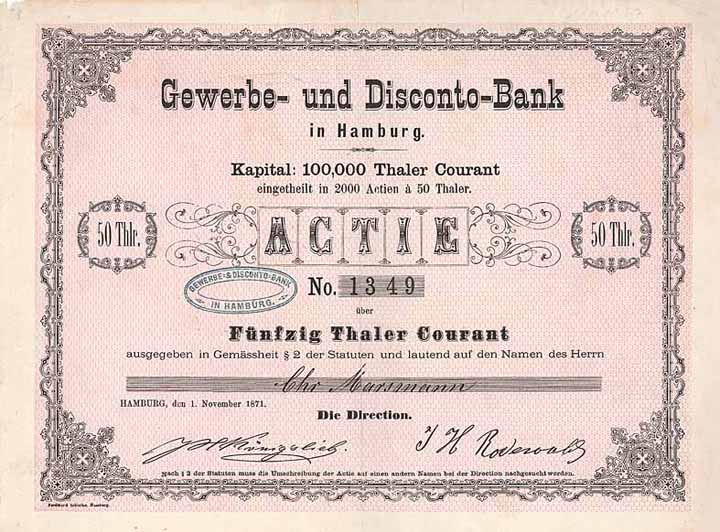 Gewerbe- und Disconto-Bank
in Hamburg.
Kapital: 100,000 Thaler Courant
eingetheilt in 2000 Actien à 50 Thaler.
50 Thlr. ACTIE 50 Thlr.
GEWERBE-& DISCONTO-BANK
IN HAMBURG.
No. 1349
über
Fünfzig Thaler Courant
ausgegeben in Gemässheit § 2 der Statuten und lautend auf den Namen des Herrn
Chr Marsmann
HAMBURG, den 1. November 1871.
Die Direction.
Königslieb. J H Rodewald
Nach § 2 der Statuten muss die Umschreibung der Actie auf einen andern Namen bei der Direction nachgesucht werden.
Hamburg.